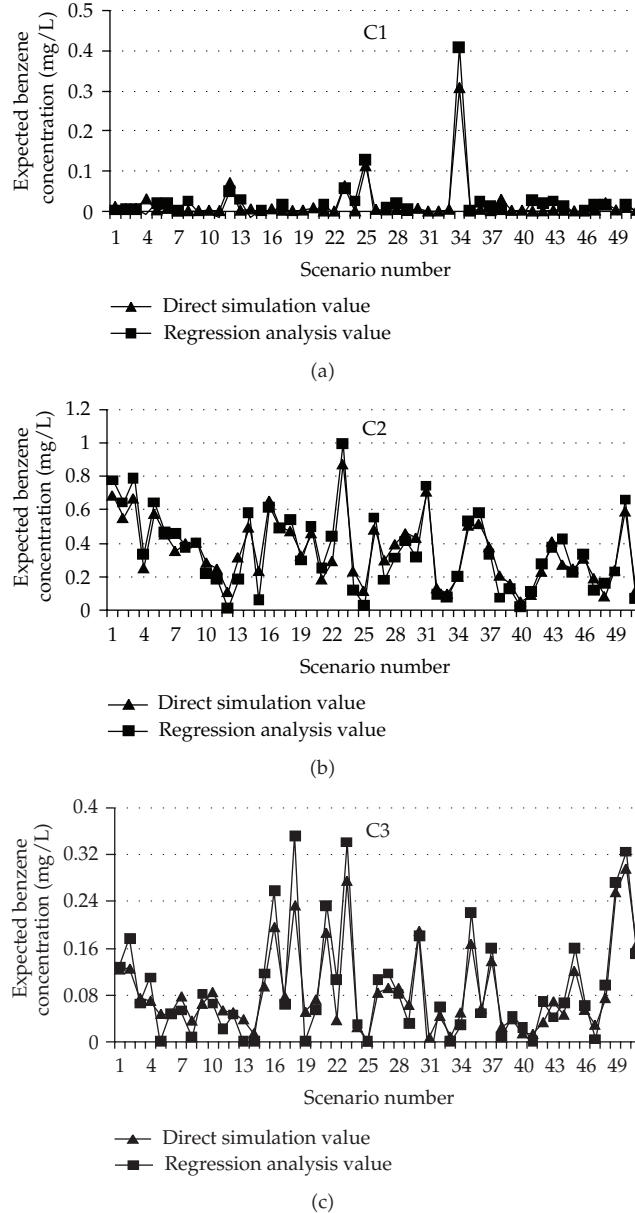 C1
Expected benzene
concentration (mg/L)
0.5
0.4
0.3
0.2
0.1
0
1 4 7 10 13 16 19 22 25 28 31 34 37 40 43 46 49
Scenario number
Direct simulation value
Regression analysis value
(a)
C2
Expected benzene
concentration (mg/L)
1.2
1
0.8
0.6
0.4
0.2
0
1 4 7 10 13 16 19 22 25 28 31 34 37 40 43 46 49
Scenario number
Direct simulation value
Regression analysis value
(b)
C3
Expected benzene
concentration (mg/L)
0.4
0.32
0.24
0.16
0.08
0
1 4 7 10 13 16 19 22 25 28 31 34 37 40 43 46 49
Scenario number
Direct simulation value
Regression analysis value
(c)